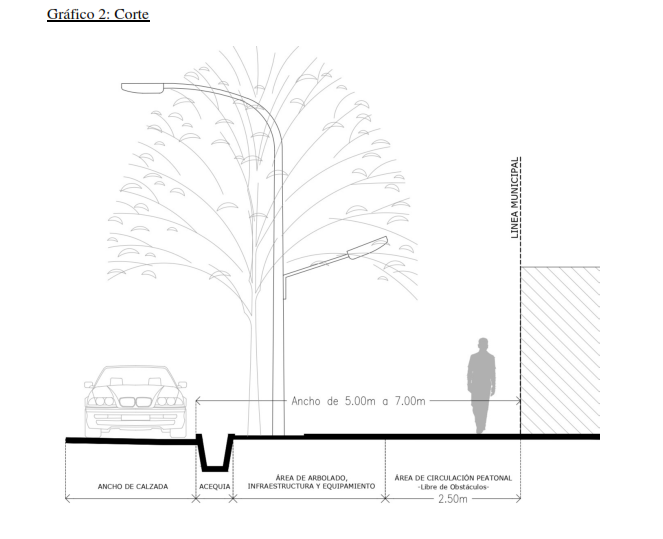 Gráfico 2: Corte
LINEA MUNICIPAL
Ancho de 5.00m a 7.00m
ANCHO DE CALZADA
ACEQUIA
ÁREA DE ARBOLADO,
INFRAESTRUCTURA Y EQUIPAMIENTO
ÁREA DE CIRCULACIÓN PEATONAL
-Libre de Obstáculos-
2.50m